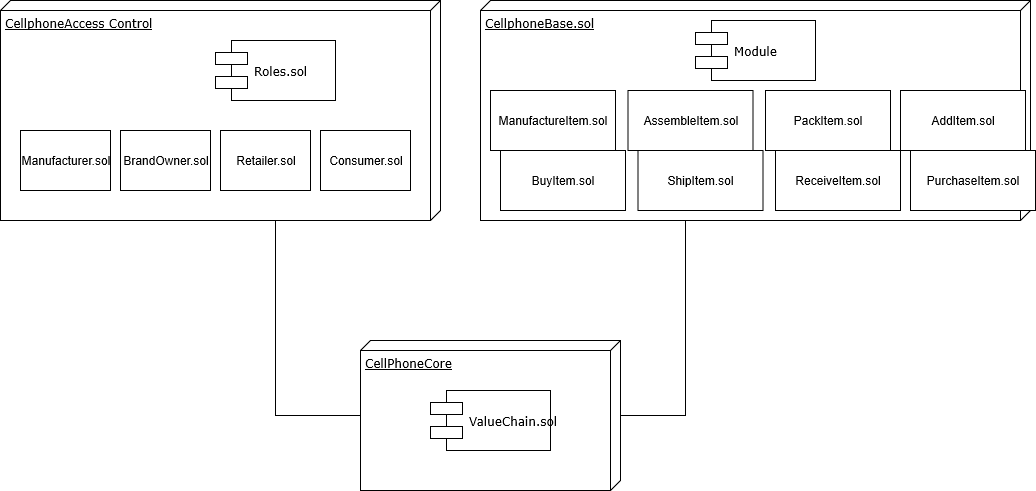 CellphoneAccess Control
Roles.sol
Manufacturer.sol
BrandOwner.sol
Retailer.sol
Consumer.sol
CellphoneBase.sol
Module
ManufactureItem.sol
AssembleItem.sol
PackItem.sol
AddItem.sol
BuyItem.sol
ShipItem.sol
ReceiveItem.sol
PurchaseItem.sol
CellPhoneCore
ValueChain.sol